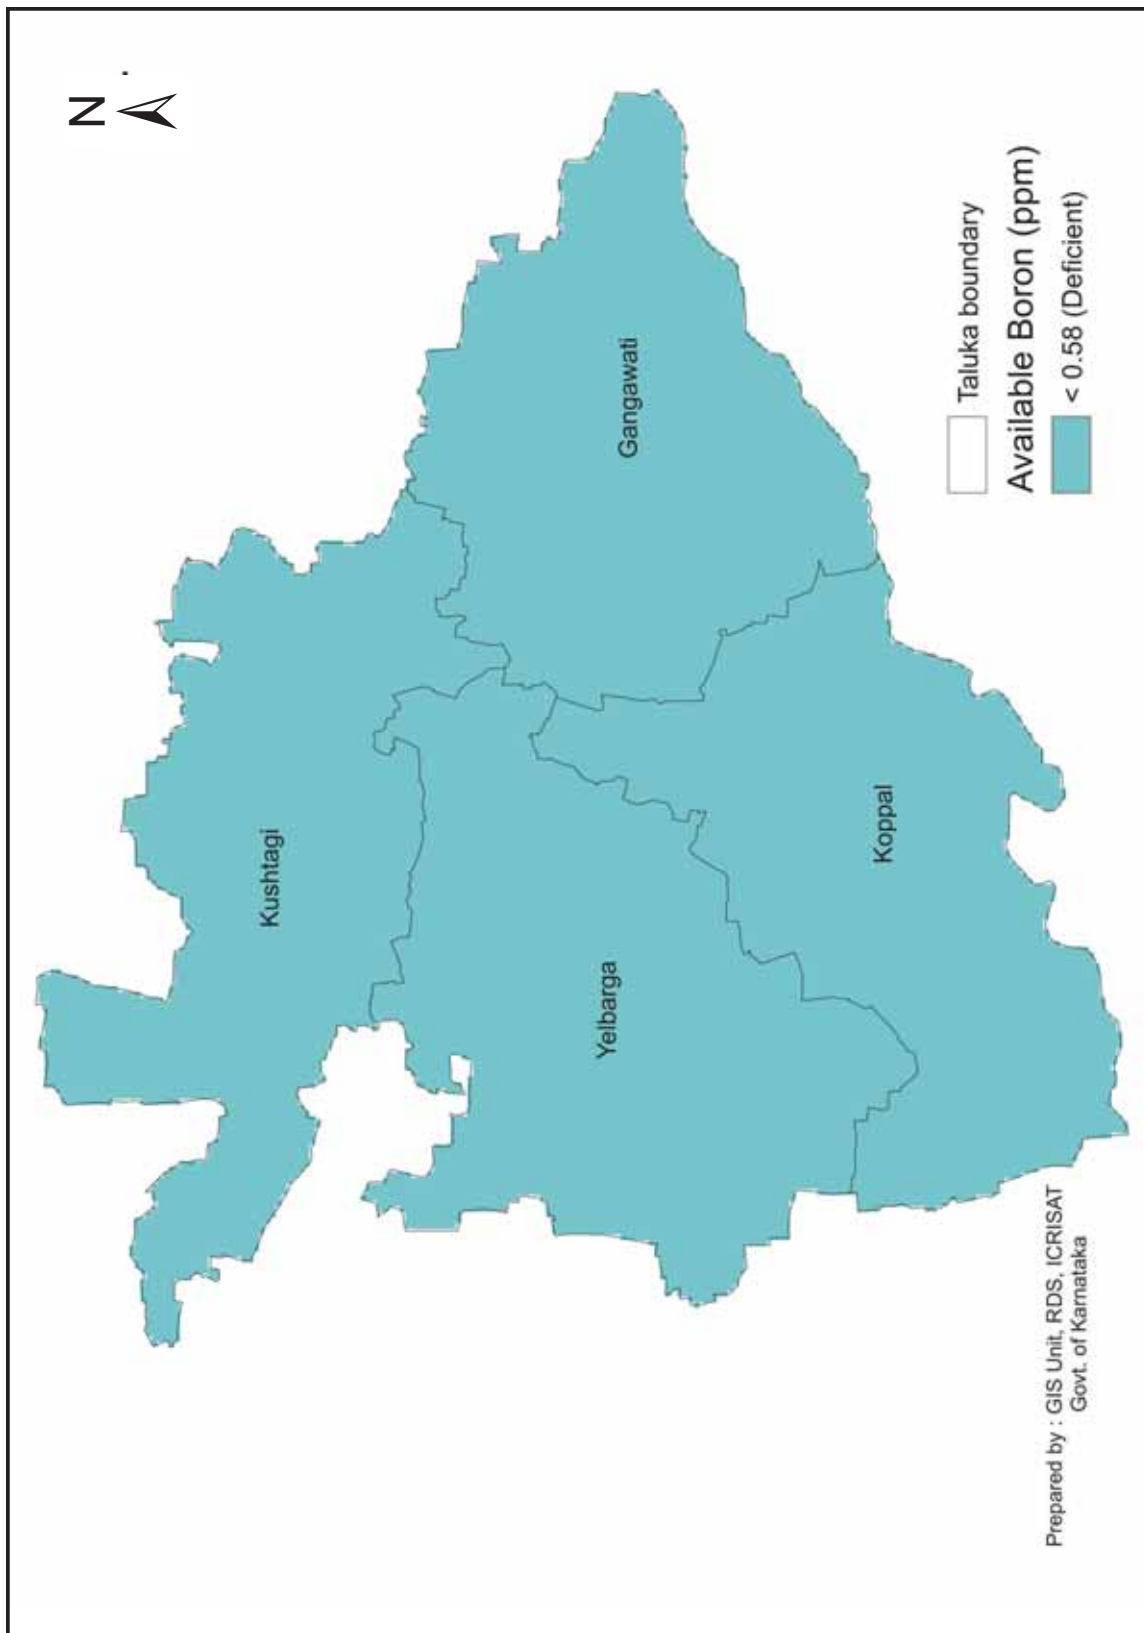 N
Kushtagi
Gangawati
Yelbarga
Koppal
Taluka boundary
Available Boron (ppm)
< 0.58 (Deficient)
Prepared by : GIS Unit, RDS, ICRISAT
Govt. of Karnataka